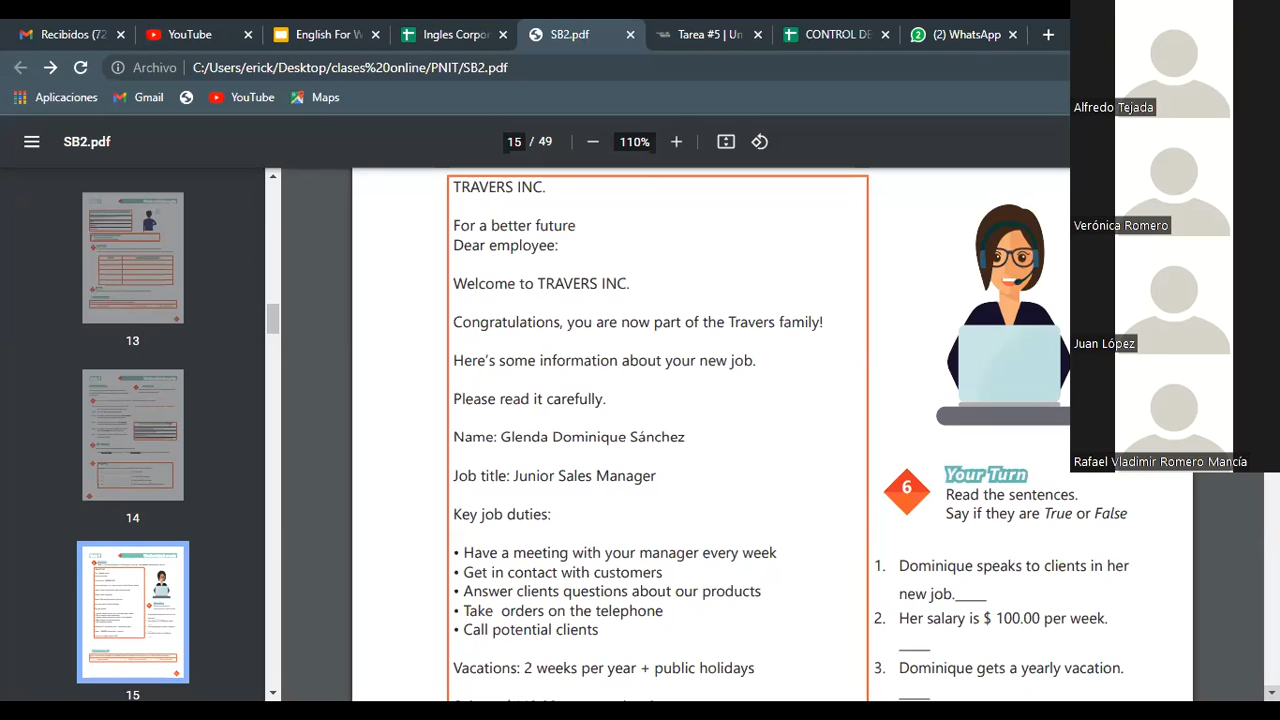 Recibidos (72
YouTube
English For W
Ingles Corpor
SB2.pdf
Tarea #5 | Un
CONTROL DE
(2) WhatsApp
Archivo
C:/Users/erick/Desktop/clases%20online/PNIT/SB2.pdf
Aplicaciones
Gmail
YouTube
Maps
SB2.pdf
15 / 49
110%
13
14
15
TRAVERS INC.
For a better future
Dear employee:
Welcome to TRAVERS INC.
Congratulations, you are now part of the Travers family!
Here's some information about your new job.
Please read it carefully.
Name: Glenda Dominique Sánchez
Job title: Junior Sales Manager
Key job duties:
• Have a meeting with your manager every week
• Get in contact with customers
• Answer clients questions about our products
Take orders on the telephone
• Call potential clients
Vacations: 2 weeks per year + public holidays
6
Your Turn
Read the sentences.
Say if they are True or False
1. Dominique speaks to clients in her
new job.____
2. Her salary is $ 100.00 per week.
____
3. Dominique gets a yearly vacation.
____
Alfredo Tejada
Verónica Romero
Juan López
Rafael Vladimir Romero Mancía